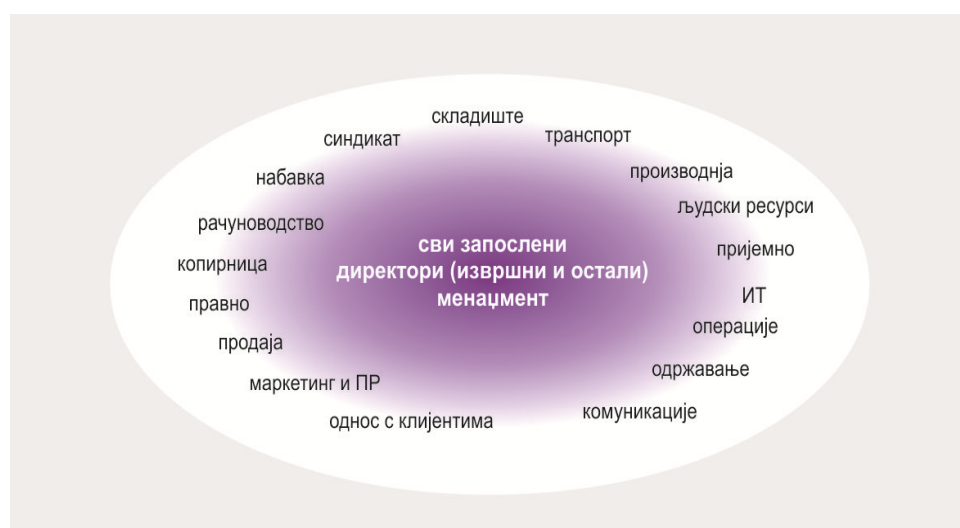 складиште
синдикат
транспорт
набавка
производнја
људски ресурси
рачуноводство
пријемно
сви запослени
директори (извршни и остали)
менаџмент
копирница
ИТ
правно
операције
продаја
одржавање
маркетинг и ПР
комуникације
однос с клијентима